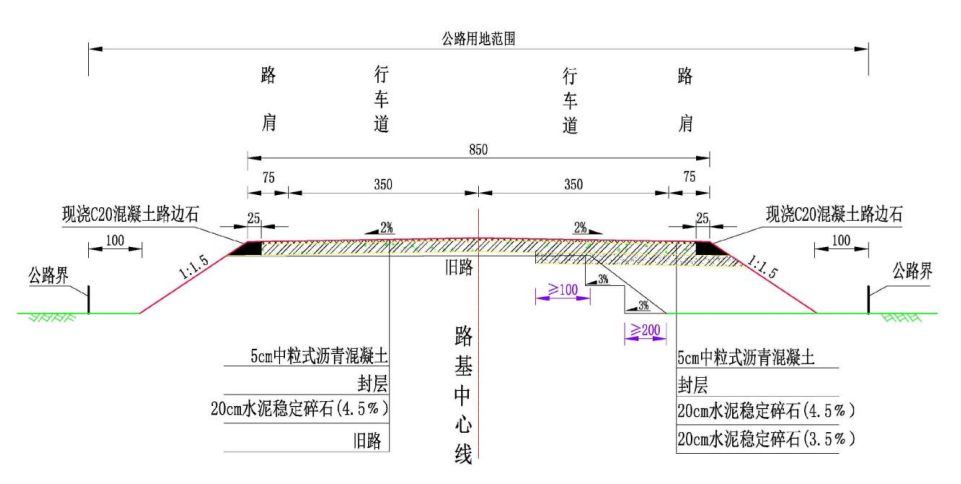 公路用地范围
路肩
行车道
行车道
路肩
850
75
350
350
75
现浇C20混凝土路边石
25
2%
2%
25
现浇C20混凝土路边石
100
100
1:1.5
1:1.5
公路界
公路界
旧路
3%
≥100
3%
≥200
路基中心线
5cm中粒式沥青混凝土
封层
20cm水泥稳定碎石(4.5%)
旧路
5cm中粒式沥青混凝土
封层
20cm水泥稳定碎石(4.5%)
20cm水泥稳定碎石(3.5%)